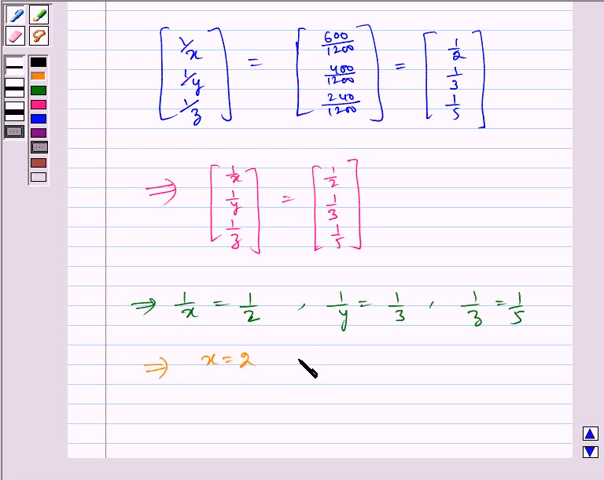 [1/x 1/y 1/z] = [600/1200 400/1200 240/1200] = [1/2 1/3 1/5]
⇒ [1/x 1/y 1/z] = [1/2 1/3 1/5]
⇒ 1/x = 1/2 , 1/y = 1/3 , 1/z = 1/5
⇒ x = 2